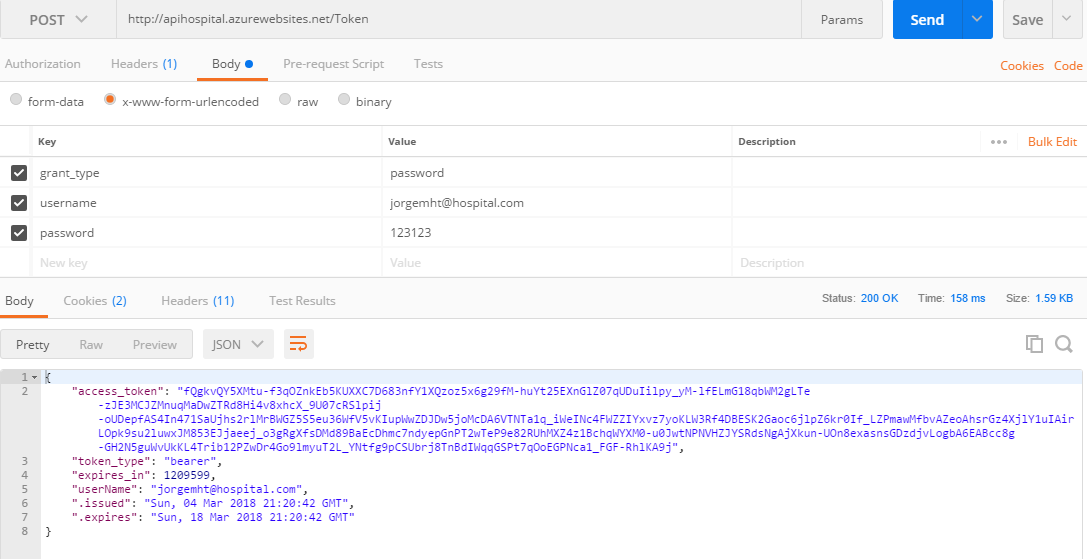 POST http://apihospital.azurewebsites.net/Token Params Send Save
Authorization Headers (1) Body Pre-request Script Tests Cookies Code
form-data x-www-form-urlencoded raw binary
Key Value Description ••• Bulk Edit
grant_type password
username jorgemht@hospital.com
password 123123
New key Value Description
Body Cookies (2) Headers (11) Test Results Status: 200 OK Time: 158 ms Size: 1.59 KB
Pretty Raw Preview JSON
1 {
2 "access_token": "fQgkvQY5XMtu-f3qOZnkEb5KUXXC7D683nfY1XQzoz5x6g29fM-huYt25EXnGlZ07qUDuIilpy_yM-lfELmGl8qbWM2gLTe
-zJE3MCJZMnuqMaDwZTRd8Hi4v8xhcX_9U07cRSlpij
-oUDepfAS4In471SaUjhs2rlMrBWGZ5S5eu36WfV5vKIupWwZDJDw5joMcDA6VTNTa1q_iWeINc4FWZZIYxvz7yoKLW3Rf4DBESK2Gaoc6jlpZ6kr0If_LZPmawMfbvAZeoAhsrGz4XjlY1uIAir
LOpk9su2luwxJM853EJjaeej_o3gRgXfsDMd89BaEcDhmc7ndyepGnPT2wTeP9e82RUhMXZ4z1BchqWYXM0-u0JwtNPNVHZJYSRdsNgAjXkun-UOn8exasnsGDzdjvLogbA6EABcc8g
-GH2N5guWvUkKL4Trib12PZwDr4Go9lmyuT2L_YNtfg9pCSUbrj8TnBdIWqqGSPt7qOoEGPNca1_FGF-RhlKA9j",
3 "token_type": "bearer",
4 "expires_in": 1209599,
5 "userName": "jorgemht@hospital.com",
6 ".issued": "Sun, 04 Mar 2018 21:20:42 GMT",
7 ".expires": "Sun, 18 Mar 2018 21:20:42 GMT"
8 }